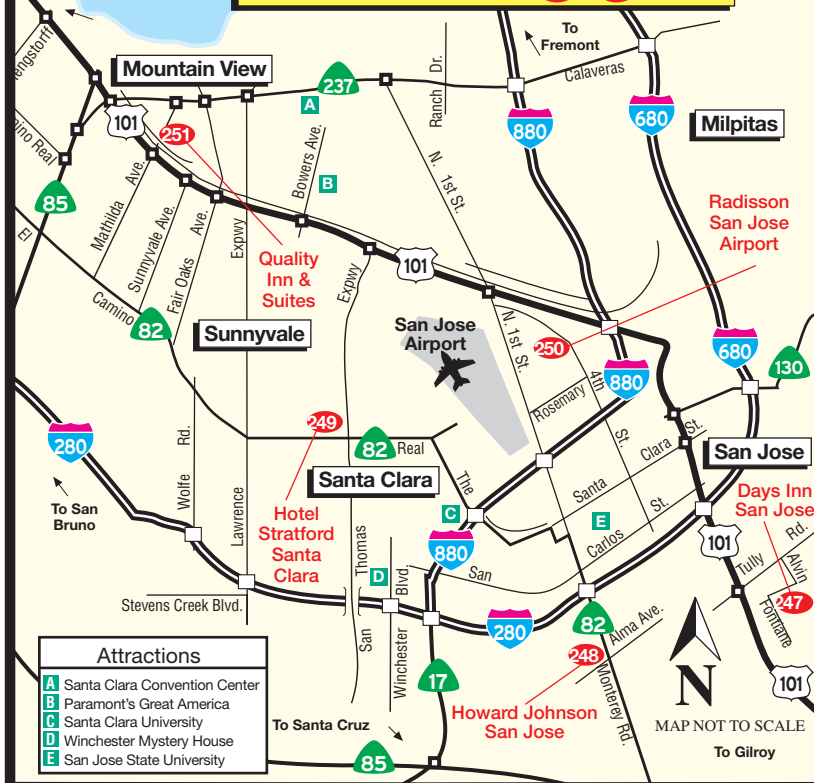 To
Fremont
Calaveras
Ranch Dr.
Mountain View
237
A
101
251
880
680
Milpitas
Bowers Ave.
N. 1st St.
B
85
Mathilda Ave.
Sunnyvale Ave.
Fair Oaks Ave.
Expwy
Quality
Inn &
Suites
Expwy
101
Radisson
San Jose
Airport
El
Camino
82
Sunnyvale
San Jose
Airport
N. 1st St.
250
4th
St.
Rosemary
880
680
130
280
To San
Bruno
Wolfe Rd.
Lawrence
249
82
Real
Santa Clara
The
Santa
Clara
St.
San Jose
Hotel
Stratford
Santa
Clara
Thomas
C
880
E
San
Carlos
St.
Days Inn
San Jose
101
Tully
Rd.
Alvin
247
Fontaine
D
Blvd.
Stevens Creek Blvd.
280
82
Alma Ave.
248
San
Winchester
17
Howard Johnson
San Jose
Monterey Rd.
N
101
MAP NOT TO SCALE
To Gilroy
To Santa Cruz
85
Attractions
A Santa Clara Convention Center
B Paramont's Great America
C Santa Clara University
D Winchester Mystery House
E San Jose State University